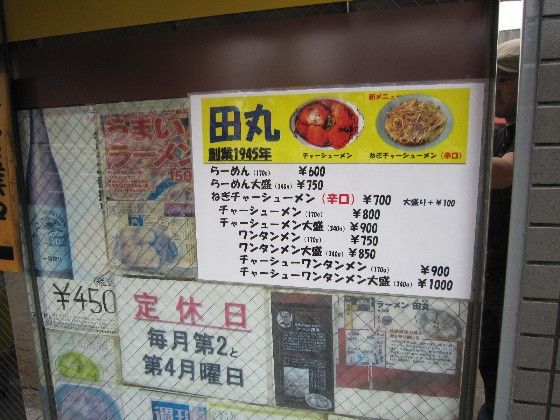 うまい
ラーメン
田丸
創業1945年
新メニュー
チャーシューメン
ねぎチャーシューメン(辛口)
らーめん(170g) ¥600
らーめん大盛(340g) ¥750
ねぎチャーシューメン(辛口) ¥700 大盛り+¥100
チャーシューメン(170g) ¥800
チャーシューメン大盛(340g) ¥900
ワンタンメン(170g) ¥750
ワンタンメン大盛(340g) ¥850
チャーシューワンタンメン(170g) ¥900
チャーシューワンタンメン大盛(340g) ¥1000
¥450
定休日
毎月第2と
第4月曜日
ラーメン 田丸